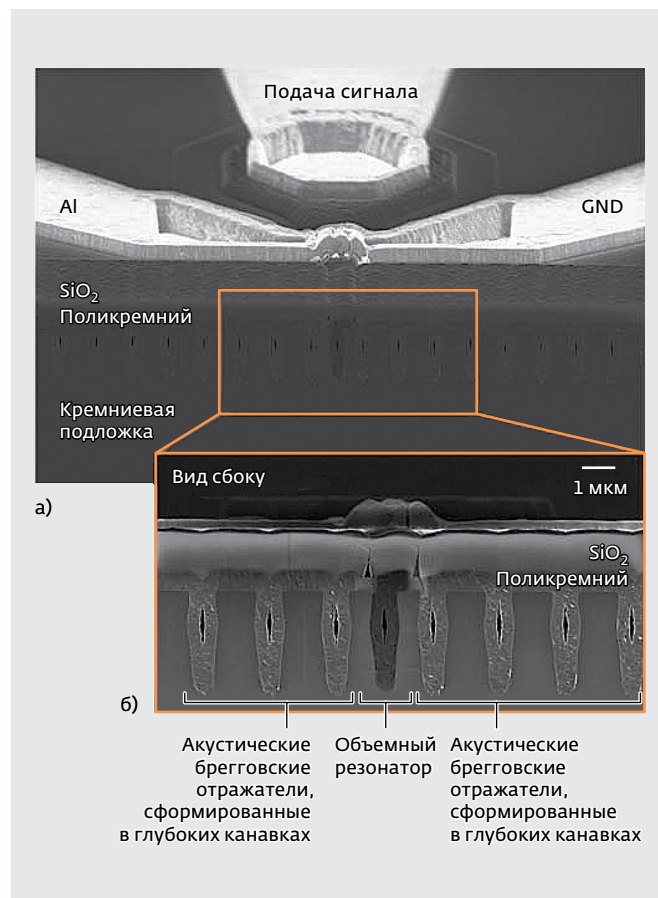 Подача сигнала
Al
GND
SiO₂
Поликремний
Кремниевая
подложка
а)
Вид сбоку
1 мкм
SiO₂
Поликремний
б)
Акустические
брегговские
отражатели,
сформированные
в глубоких канавках
Объемный
резонатор
Акустические
брегговские
отражатели,
сформированные
в глубоких канавках